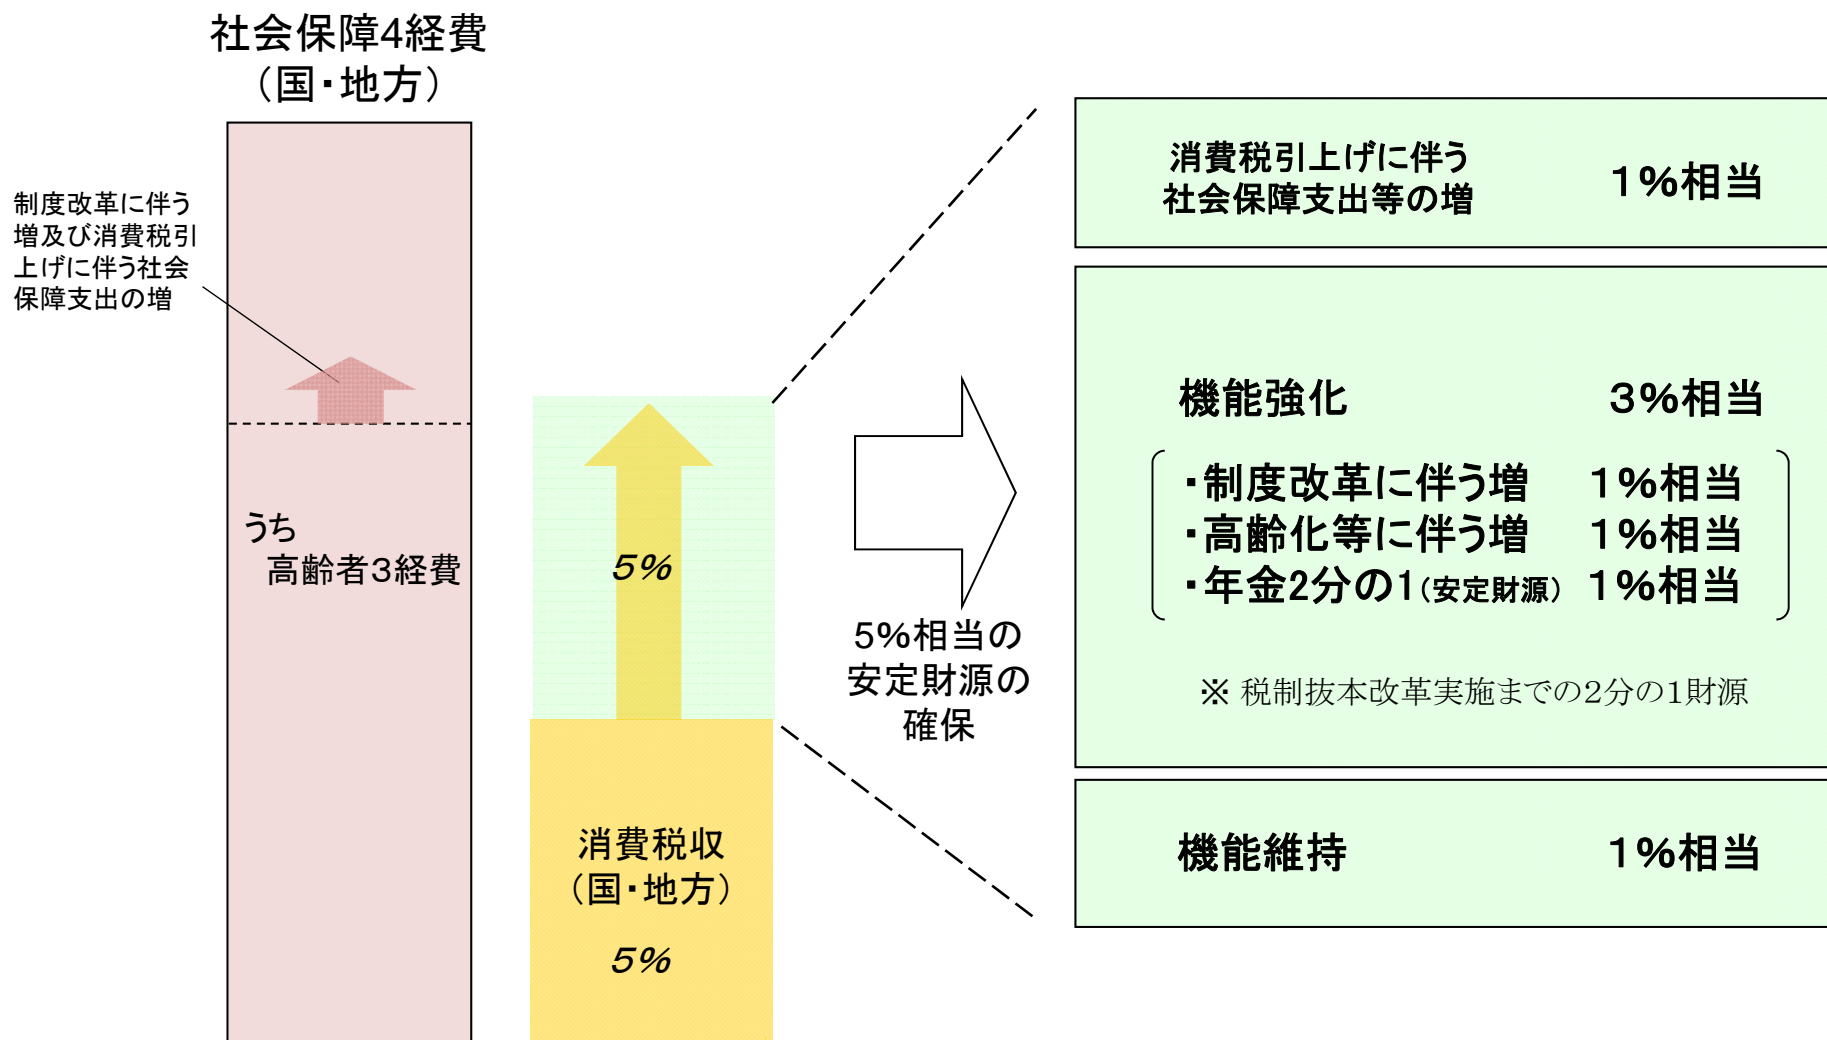 社会保障4経費
（国・地方）
制度改革に伴う
増及び消費税引
上げに伴う社会
保障支出の増
うち
高齢者3経費
5%
消費税収
（国・地方）
5%
5%相当の
安定財源の
確保
消費税引上げに伴う
社会保障支出等の増 1%相当
機能強化 3%相当
・制度改革に伴う増 1%相当
・高齢化等に伴う増 1%相当
・年金2分の1（安定財源） 1%相当
※ 税制抜本改革実施までの2分の1財源
機能維持 1%相当